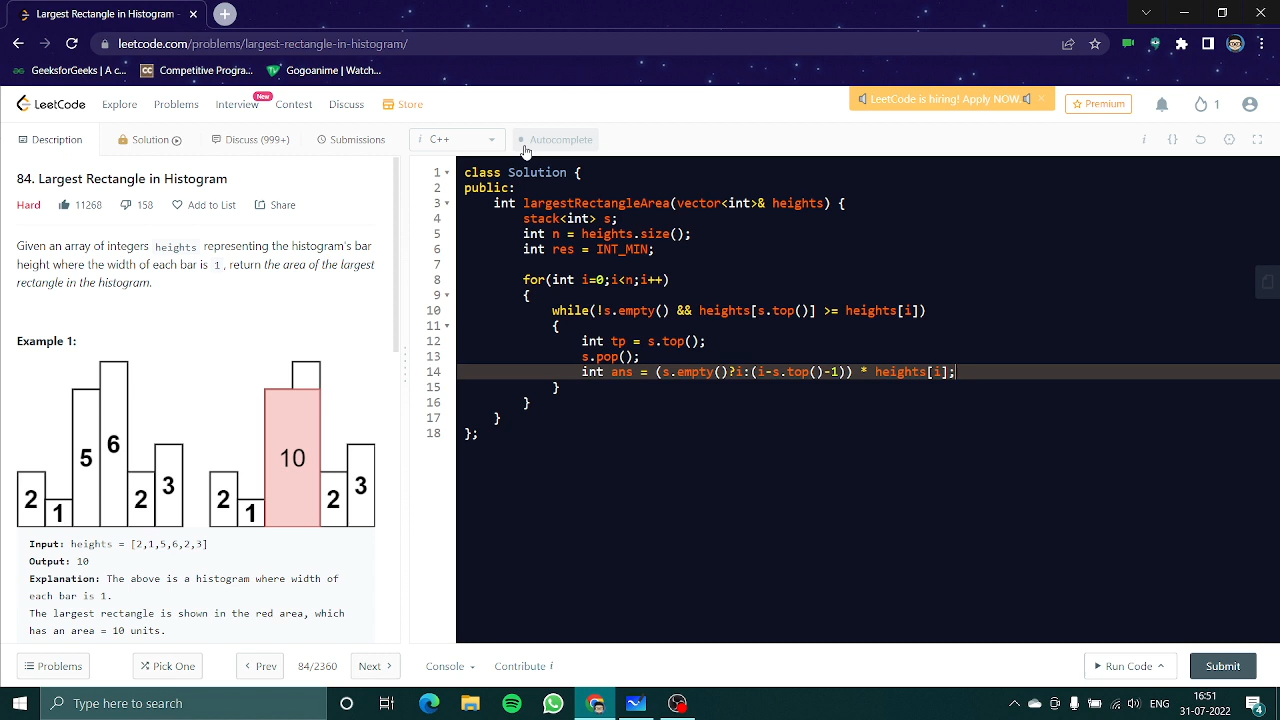 Largest Rectangle in Histogram -
leetcode.com/problems/largest-rectangle-in-histogram/
GeeksforGeeks | A C...
CC
Competitive Progra...
Gogoanime | Watch...
LeetCode
Explore
Problems
Interview
New
Contest
Discuss
Store
LeetCode is hiring! Apply NOW.
Premium
1
Description
Solution
Discuss (999+)
Submissions
i C++
Autocomplete
84. Largest Rectangle in Histogram
Hard
11268
158
Add to List
Share
Given an array of integers heights representing the histogram's bar
height where the width of each bar is 1, return the area of the largest
rectangle in the histogram.
Example 1:
2
1
5
6
2
3
2
1
10
2
3
Input: heights = [2,1,5,6,2,3]
Output: 10
Explanation: The above is a histogram where width of
each bar is 1.
The largest rectangle is shown in the red area, which
has an area = 10 units.
1 class Solution {
2 public:
3 int largestRectangleArea(vector<int>& heights) {
4 stack<int> s;
5 int n = heights.size();
6 int res = INT_MIN;
7
8 for(int i=0;i<n;i++)
9 {
10 while(!s.empty() && heights[s.top()] >= heights[i])
11 {
12 int tp = s.top();
13 s.pop();
14 int ans = (s.empty()?i:(i-s.top()-1)) * heights[i];
15 }
16 }
17 }
18 };
Problems
Pick One
Prev
84/2360
Next
Console
Contribute i
Run Code
Submit
Type here to search
ENG
16:51
31-07-2022
4